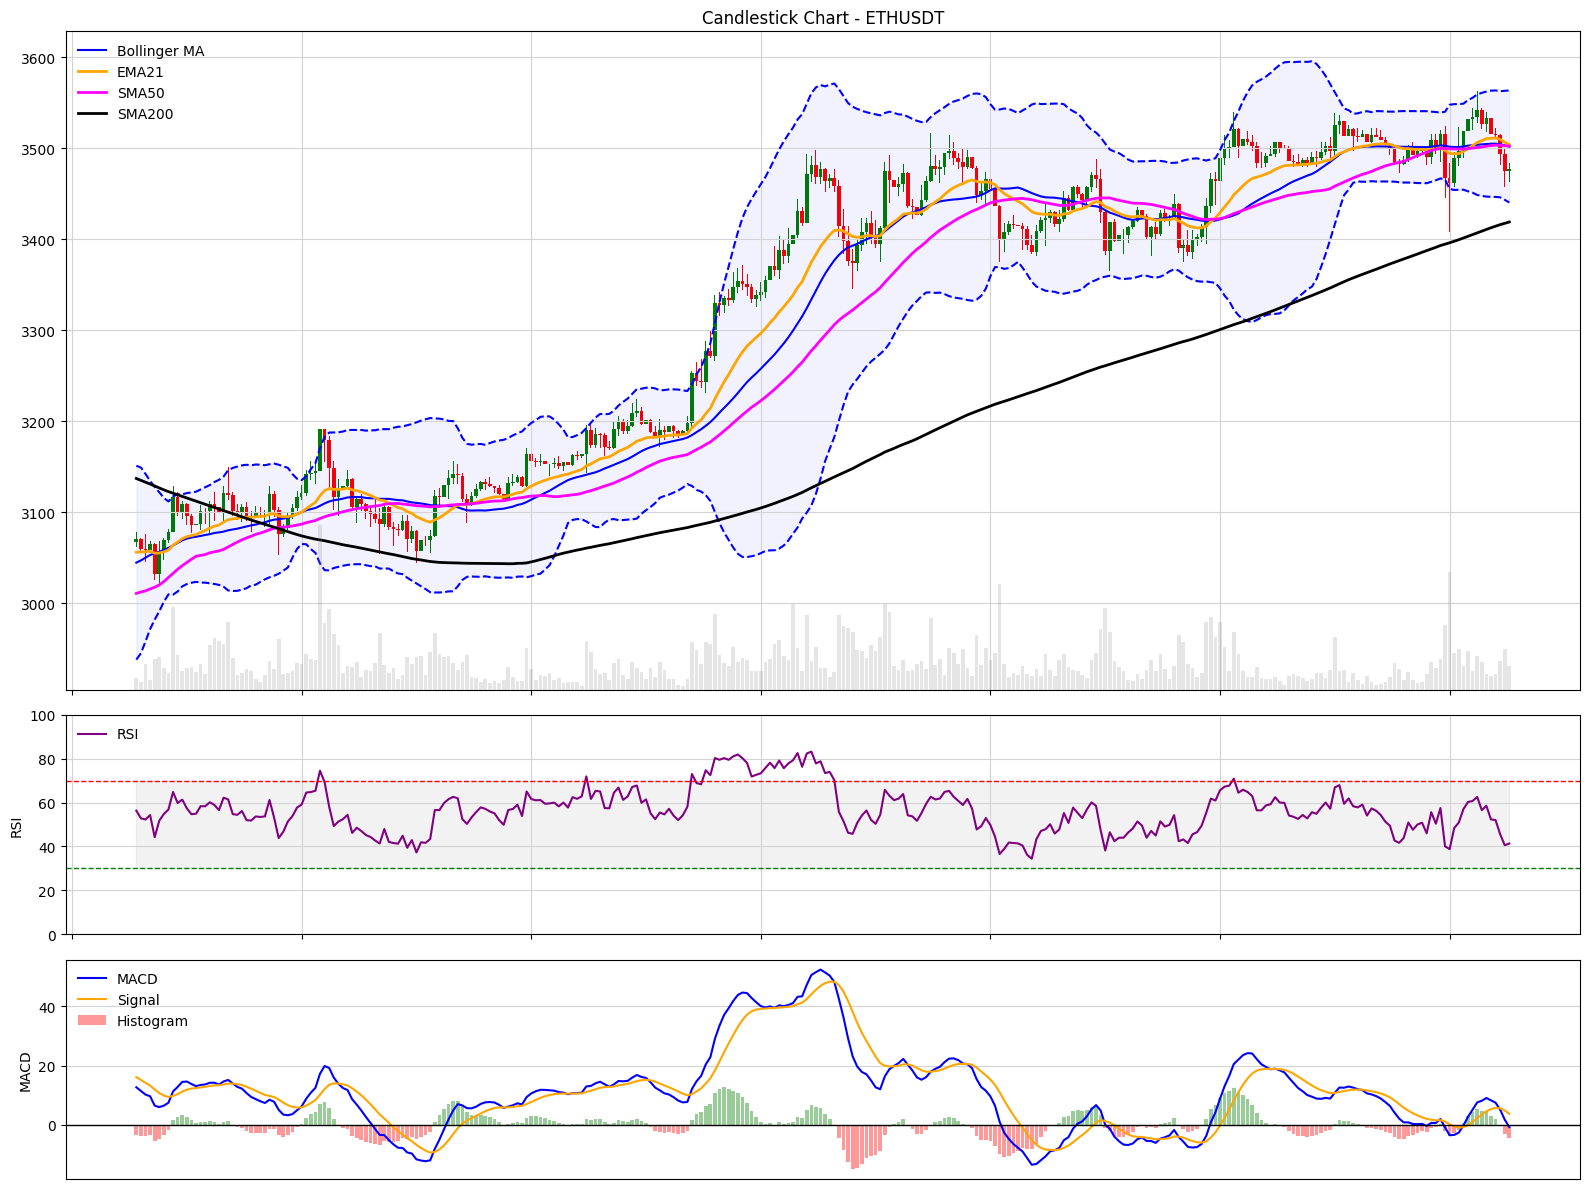 Candlestick Chart - ETHUSDT
Bollinger MA
EMA21
SMA50
SMA200
3600
3500
3400
3300
3200
3100
3000
RSI
100
80
60
40
20
0
RSI
MACD
Signal
Histogram
40
20
0
MACD